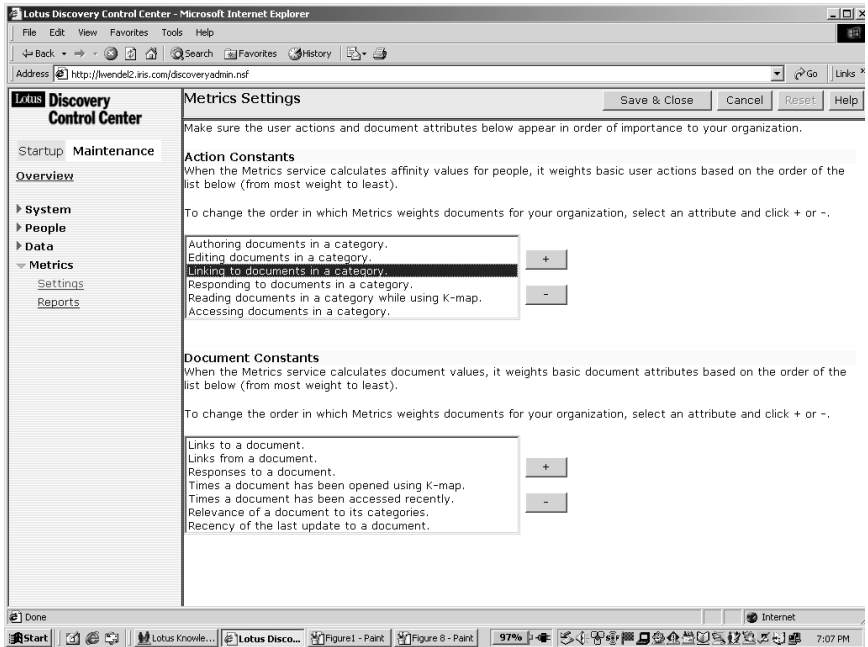 Lotus Discovery Control Center - Microsoft Internet Explorer
File Edit View Favorites Tools Help
Back Search Favorites History
Address http://lwendel2.iris.com/discoveryadmin.nsf Go Links »
Lotus Discovery
Control Center
Startup Maintenance
Overview
System
People
Data
Metrics
Settings
Reports
Metrics Settings
Save & Close Cancel Reset Help
Make sure the user actions and document attributes below appear in order of importance to your organization.
Action Constants
When the Metrics service calculates affinity values for people, it weights basic user actions based on the order of the
list below (from most weight to least).
To change the order in which Metrics weights documents for your organization, select an attribute and click + or -.
Authoring documents in a category.
Editing documents in a category.
Linking to documents in a category.
Responding to documents in a category.
Reading documents in a category while using K-map.
Accessing documents in a category.
+
-
Document Constants
When the Metrics service calculates document values, it weights basic document attributes based on the order of the
list below (from most weight to least).
To change the order in which Metrics weights documents for your organization, select an attribute and click + or -.
Links to a document.
Links from a document.
Responses to a document.
Times a document has been opened using K-map.
Times a document has been accessed recently.
Relevance of a document to its categories.
Recency of the last update to a document.
+
-
Done Internet
Start Lotus Knowle... Lotus Disco... Figure1 - Paint Figure 8 - Paint 97% 7:07 PM